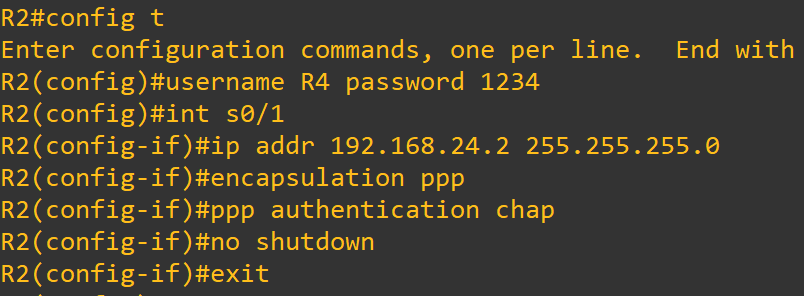 R2#config t
Enter configuration commands, one per line.  End with
R2(config)#username R4 password 1234
R2(config)#int s0/1
R2(config-if)#ip addr 192.168.24.2 255.255.255.0
R2(config-if)#encapsulation ppp
R2(config-if)#ppp authentication chap
R2(config-if)#no shutdown
R2(config-if)#exit